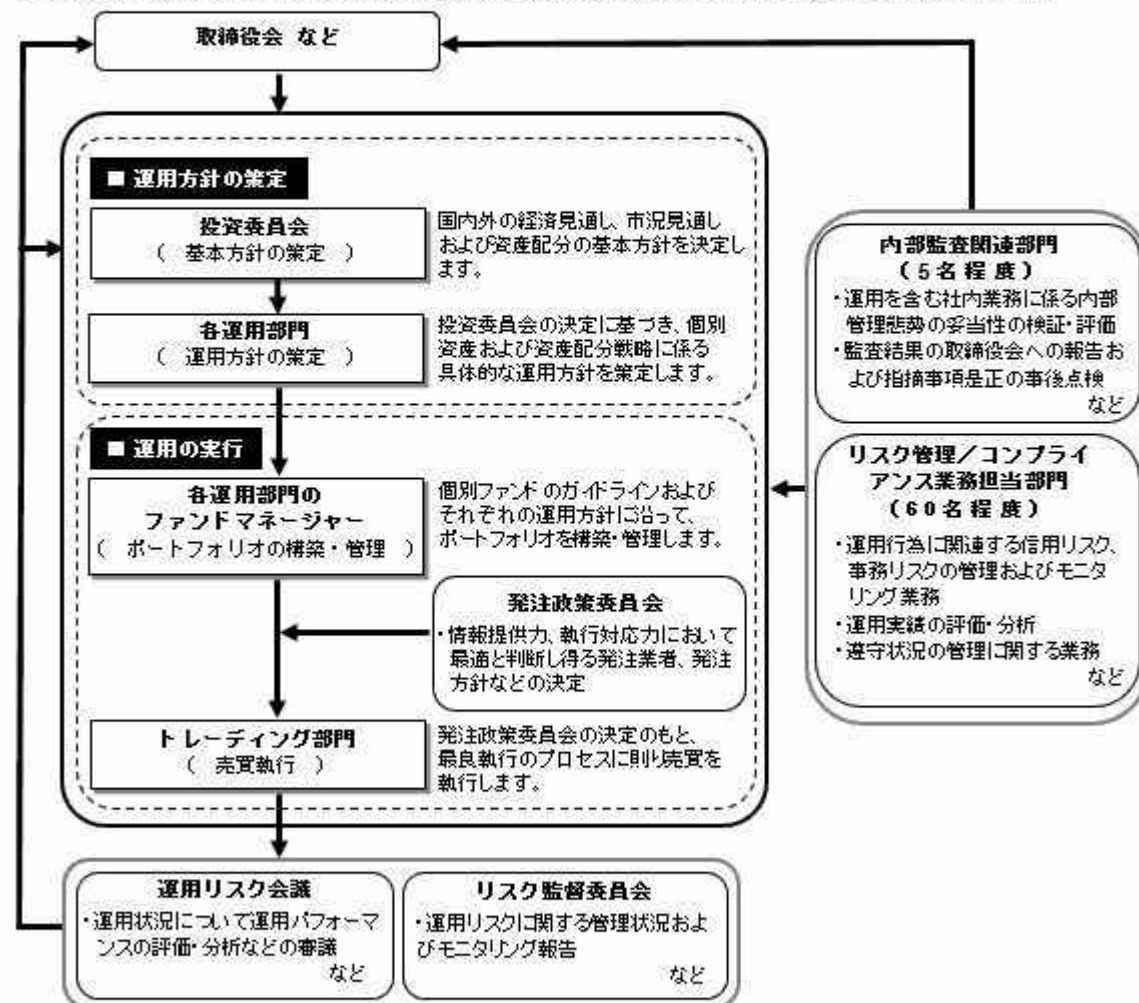 取締役会 など
■ 運用方針の策定
投資委員会
( 基本方針の策定 )
国内外の経済見通し、市況見通し
および資産配分の基本方針を決定し
ます。
各運用部門
( 運用方針の策定 )
投資委員会の決定に基づき、個別
資産および資産配分戦略に係る
具体的な運用方針を策定します。
■ 運用の実行
各運用部門の
ファンドマネージャー
( ポートフォリオの構築・管理 )
個別ファンドのガイドラインおよび
それぞれの運用方針に沿って、
ポートフォリオを構築・管理します。
発注政策委員会
・情報提供力、執行対応力において
最適と判断し得る発注業者、発注
方針などの決定
トレーディング部門
( 売買執行 )
発注政策委員会の決定のもと、
最良執行のプロセスに則り売買を
執行します。
内部監査関連部門
(5名程度)
・運用を含む社内業務に係る内部
管理態勢の妥当性の検証・評価
・監査結果の取締役会への報告お
よび指摘事項是正の事後点検
など
リスク管理/コンプライ
アンス業務担当部門
(60名程度)
・運用行為に関連する信用リスク、
事務リスクの管理およびモニタ
リング業務
・運用実績の評価・分析
・遵守状況の管理に関する業務
など
運用リスク会議
・運用状況について運用パフォーマ
ンスの評価・分析などの審議
など
リスク監督委員会
・運用リスクに関する管理状況およ
びモニタリング報告
など